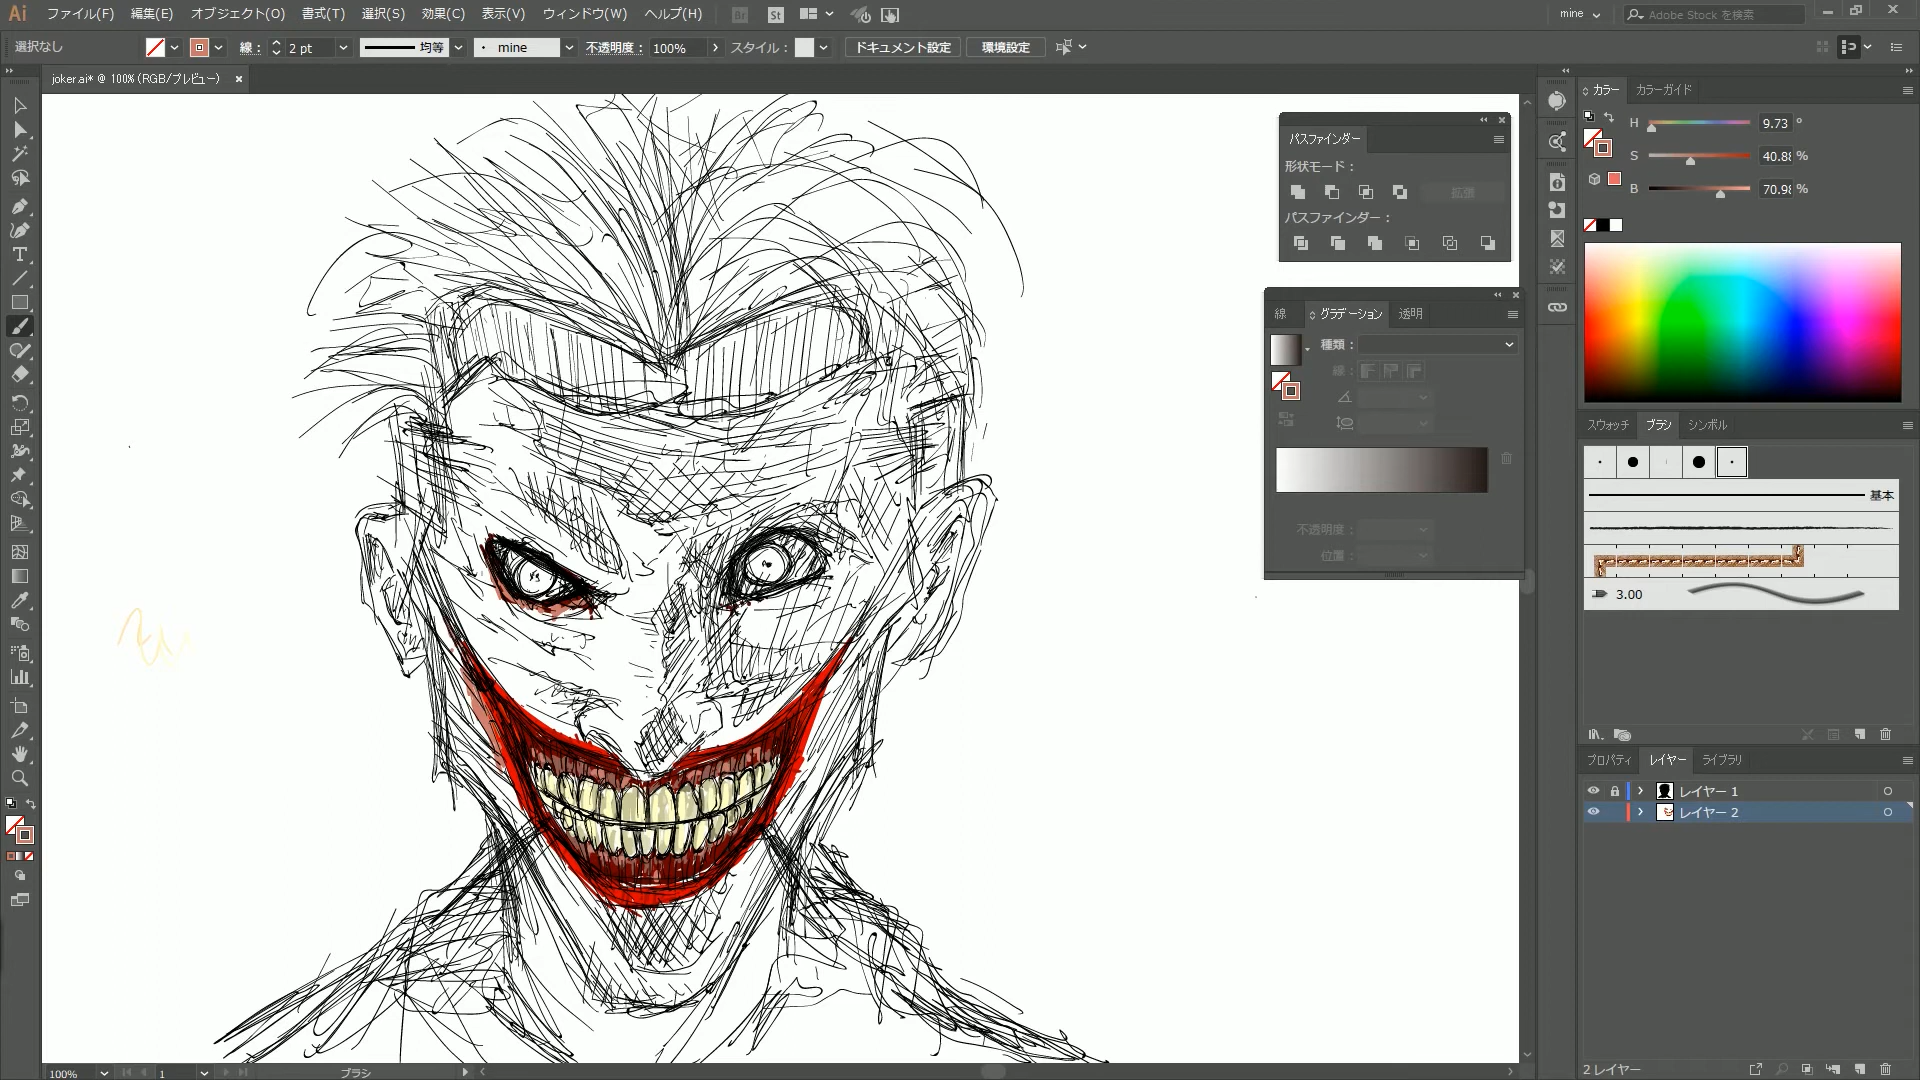 Ai ファイル(F) 編集(E) オブジェクト(O) 書式(T) 選択(S) 効果(C) 表示(V) ウィンドウ(W) ヘルプ(H) Br St mine Adobe Stock を検索
選択なし 線： 2 pt 均等 mine 不透明度： 100% スタイル： ドキュメント設定 環境設定
joker.ai* @ 100% (RGB/プレビュー)
パスファインダー
形状モード：
拡張
パスファインダー：
線 グラデーション 透明
種類：
線：
不透明度：
位置：
カラー カラーガイド
H 9.73 °
S 40.88 %
B 70.98 %
スウォッチ ブラシ シンボル
基本
3.00
プロパティ レイヤー ライブラリ
レイヤー 1
レイヤー 2
2 レイヤー
100% 1 ブラシ